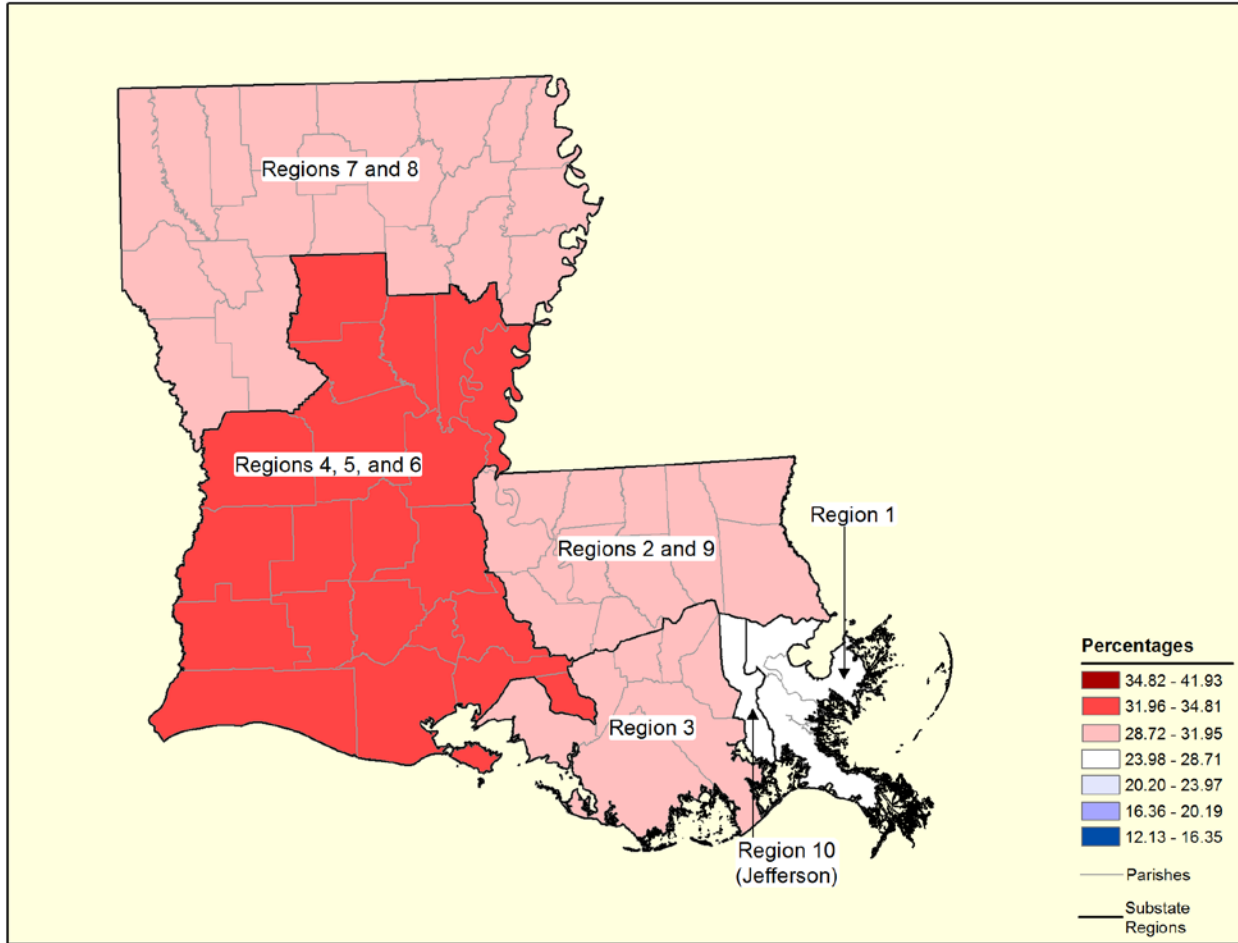 Regions 7 and 8
Regions 4, 5, and 6
Region 1
Regions 2 and 9
Region 3
Region 10
(Jefferson)
Percentages
34.82 - 41.93
31.96 - 34.81
28.72 - 31.95
23.98 - 28.71
20.20 - 23.97
16.36 - 20.19
12.13 - 16.35
Parishes
Substate
Regions